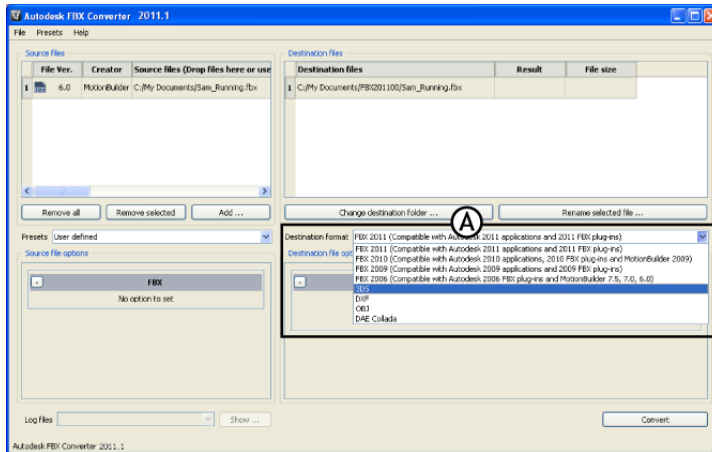 Autodesk FBX Converter 2011.1
File Presets Help
Source files
File Ver. Creator Source files (Drop files here or use
1 6.0 MotionBuilder C:/My Documents/Sam_Running.fbx
Remove all Remove selected Add ...
Destination files
Destination files Result File size
1 C:/My Documents/FBX201100/Sam_Running.fbx
Change destination folder ... Rename selected file ...
A
Presets User defined
Source file options
FBX
No option to set
Destination format FBX 2011 (Compatible with Autodesk 2011 applications and 2011 FBX plug-ins)
Destination file opt
FBX 2011 (Compatible with Autodesk 2011 applications and 2011 FBX plug-ins)
FBX 2010 (Compatible with Autodesk 2010 applications, 2010 FBX plug-ins and MotionBuilder 2009)
FBX 2009 (Compatible with Autodesk 2009 applications and 2009 FBX plug-ins)
FBX 2006 (Compatible with Autodesk 2006 FBX plug-ins and MotionBuilder 7.5, 7.0, 6.0)
3DS
DXF
OBJ
DAE Collada
Log files Show ...
Convert
Autodesk FBX Converter 2011.1